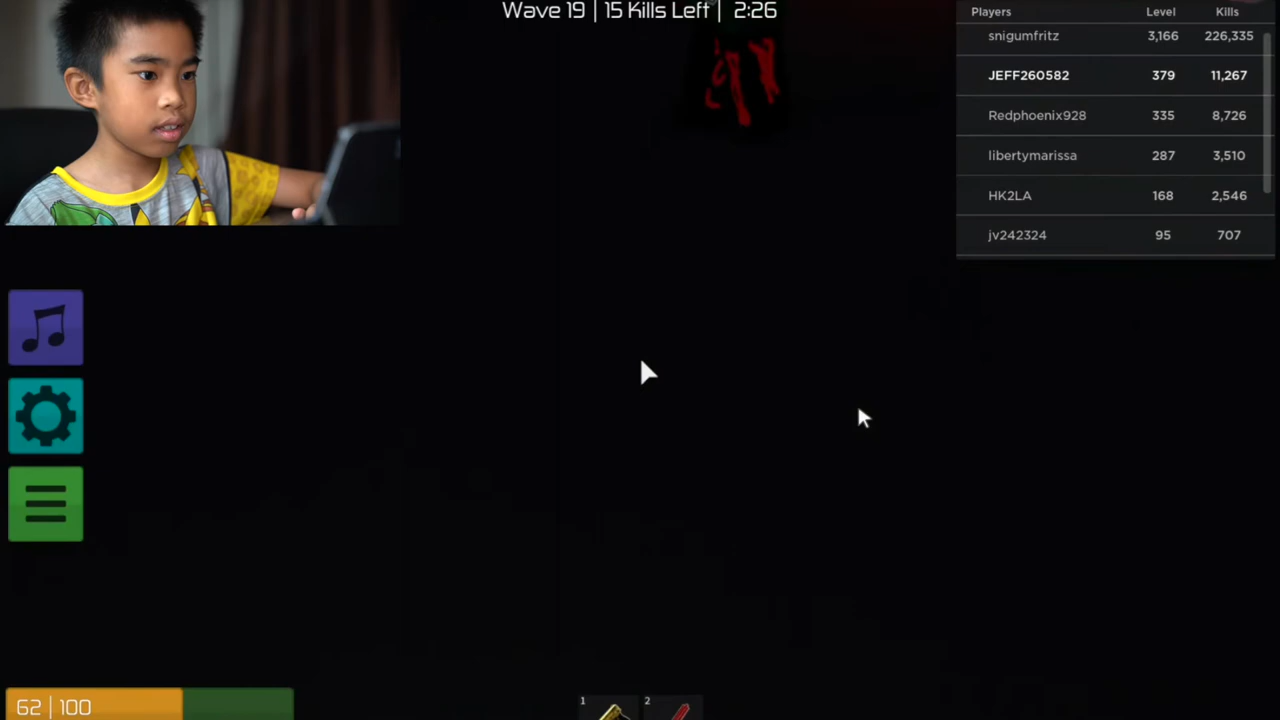 Wave 19 | 15 Kills Left | 2:26
Players Level Kills
snigumfritz 3,166 226,335
JEFF260582 379 11,267
Redphoenix928 335 8,726
libertymarissa 287 3,510
HK2LA 168 2,546
jv242324 95 707
62 | 100
1 2